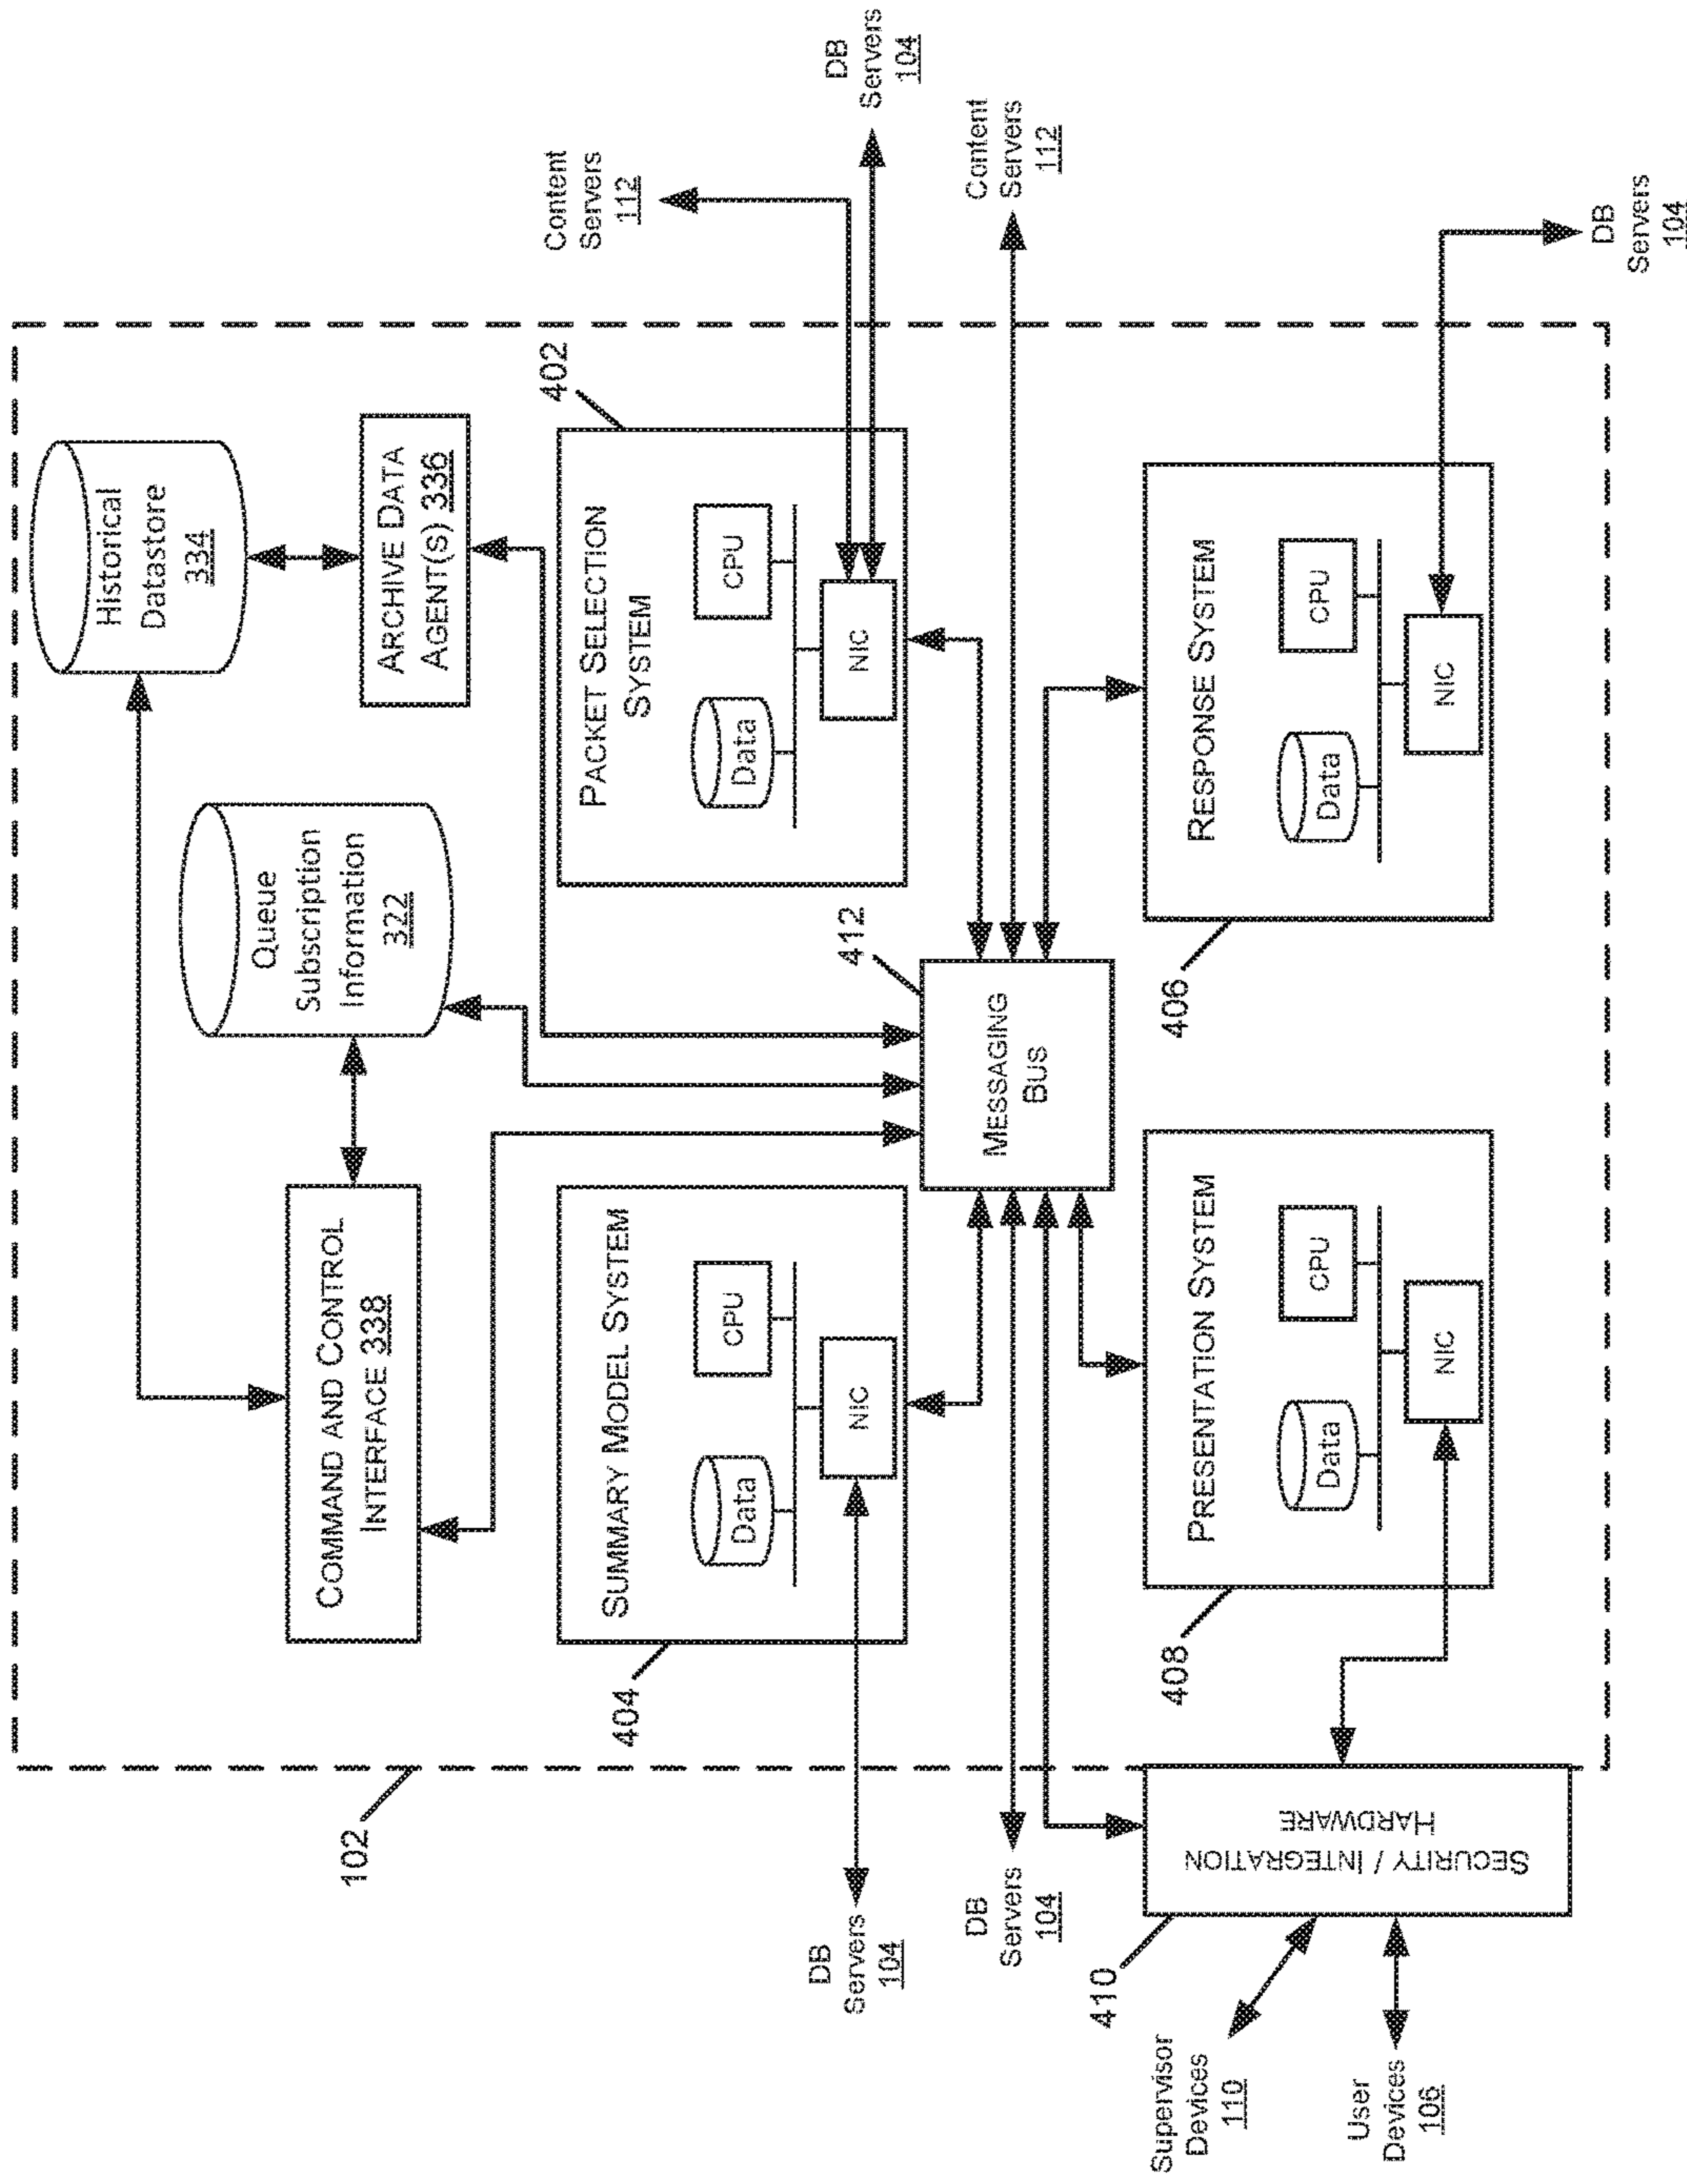 102
COMMAND AND CONTROL
INTERFACE 338
Queue
Subscription
Information
322
Historical
Datastore
334
ARCHIVE DATA
AGENT(S) 336
404
SUMMARY MODEL SYSTEM
Data
CPU
NIC
402
PACKET SELECTION
SYSTEM
Data
CPU
NIC
Content
Servers
112
DB
Servers
104
DB
Servers
104
412
MESSAGING
BUS
DB
Servers
104
Content
Servers
112
408
PRESENTATION SYSTEM
Data
CPU
NIC
406
RESPONSE SYSTEM
Data
CPU
NIC
DB
Servers
104
410
SECURITY / INTEGRATION
HARDWARE
Supervisor
Devices
110
User
Devices
106